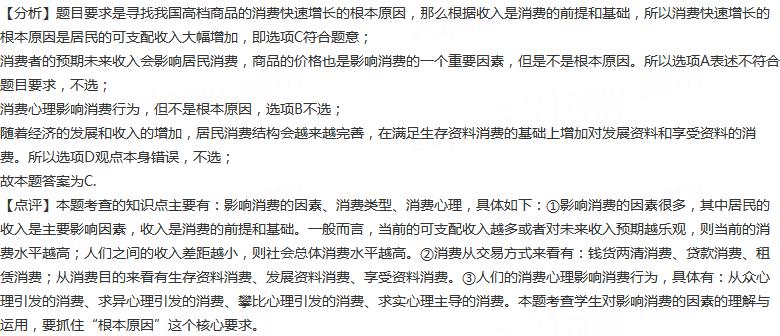 【分析】题目要求是寻找我国高档商品的消费快速增长的根本原因，那么根据收入是消费的前提和基础，所以消费快速增长的
根本原因是居民的可支配收入大幅增加，即选项C符合题意；
消费者的预期未来收入会影响居民消费，商品的价格也是影响消费的一个重要因素，但是不是根本原因。所以选项A表述不符合
题目要求，不选；
消费心理影响消费行为，但不是根本原因，选项B不选；
随着经济的发展和收入的增加，居民消费结构会越来越完善，在满足生存资料消费的基础上增加对发展资料和享受资料的消
费。所以选项D观点本身错误，不选；
故本题答案为C.
【点评】本题考查的知识点主要有：影响消费的因素、消费类型、消费心理，具体如下：①影响消费的因素很多，其中居民的
收入是主要影响因素，收入是消费的前提和基础。一般而言，当前的可支配收入越多或者对未来收入预期越乐观，则当前的消
费水平越高；人们之间的收入差距越小，则社会总体消费水平越高。②消费从交易方式来看有：钱货两清消费、贷款消费、租
赁消费；从消费目的来看有生存资料消费、发展资料消费、享受资料消费。③人们的消费心理影响消费行为，具体有：从众心
理引发的消费、求异心理引发的消费、攀比心理引发的消费、求实心理主导的消费。本题考查学生对影响消费的因素的理解与
运用，要抓住“根本原因”这个核心要求。